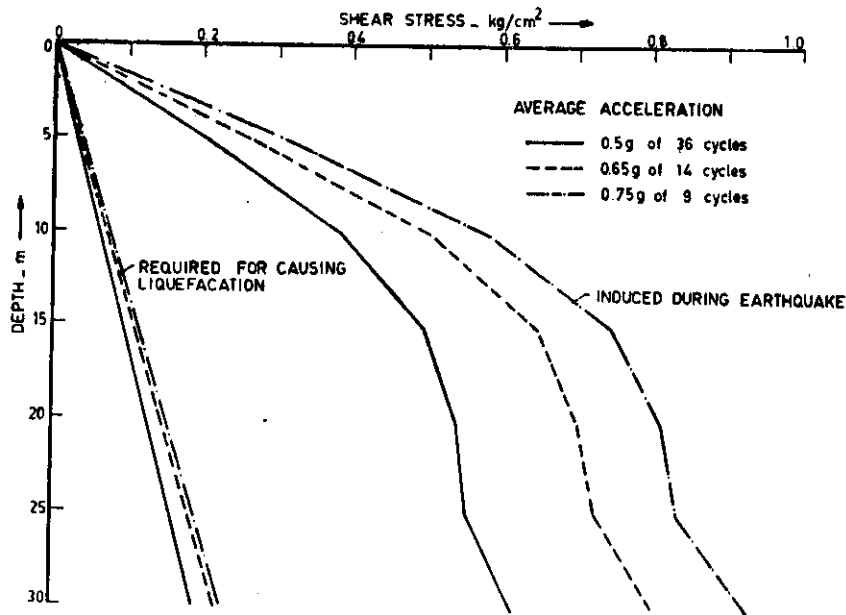 SHEAR STRESS _ kg/cm²
0 0.2 0.4 0.6 0.8 1.0
0
5
10
15
20
25
30
DEPTH _ m
AVERAGE ACCELERATION
0.5g of 36 cycles
0.65g of 14 cycles
0.75g of 9 cycles
REQUIRED FOR CAUSING
LIQUEFACATION
INDUCED DURING EARTHQUAKE